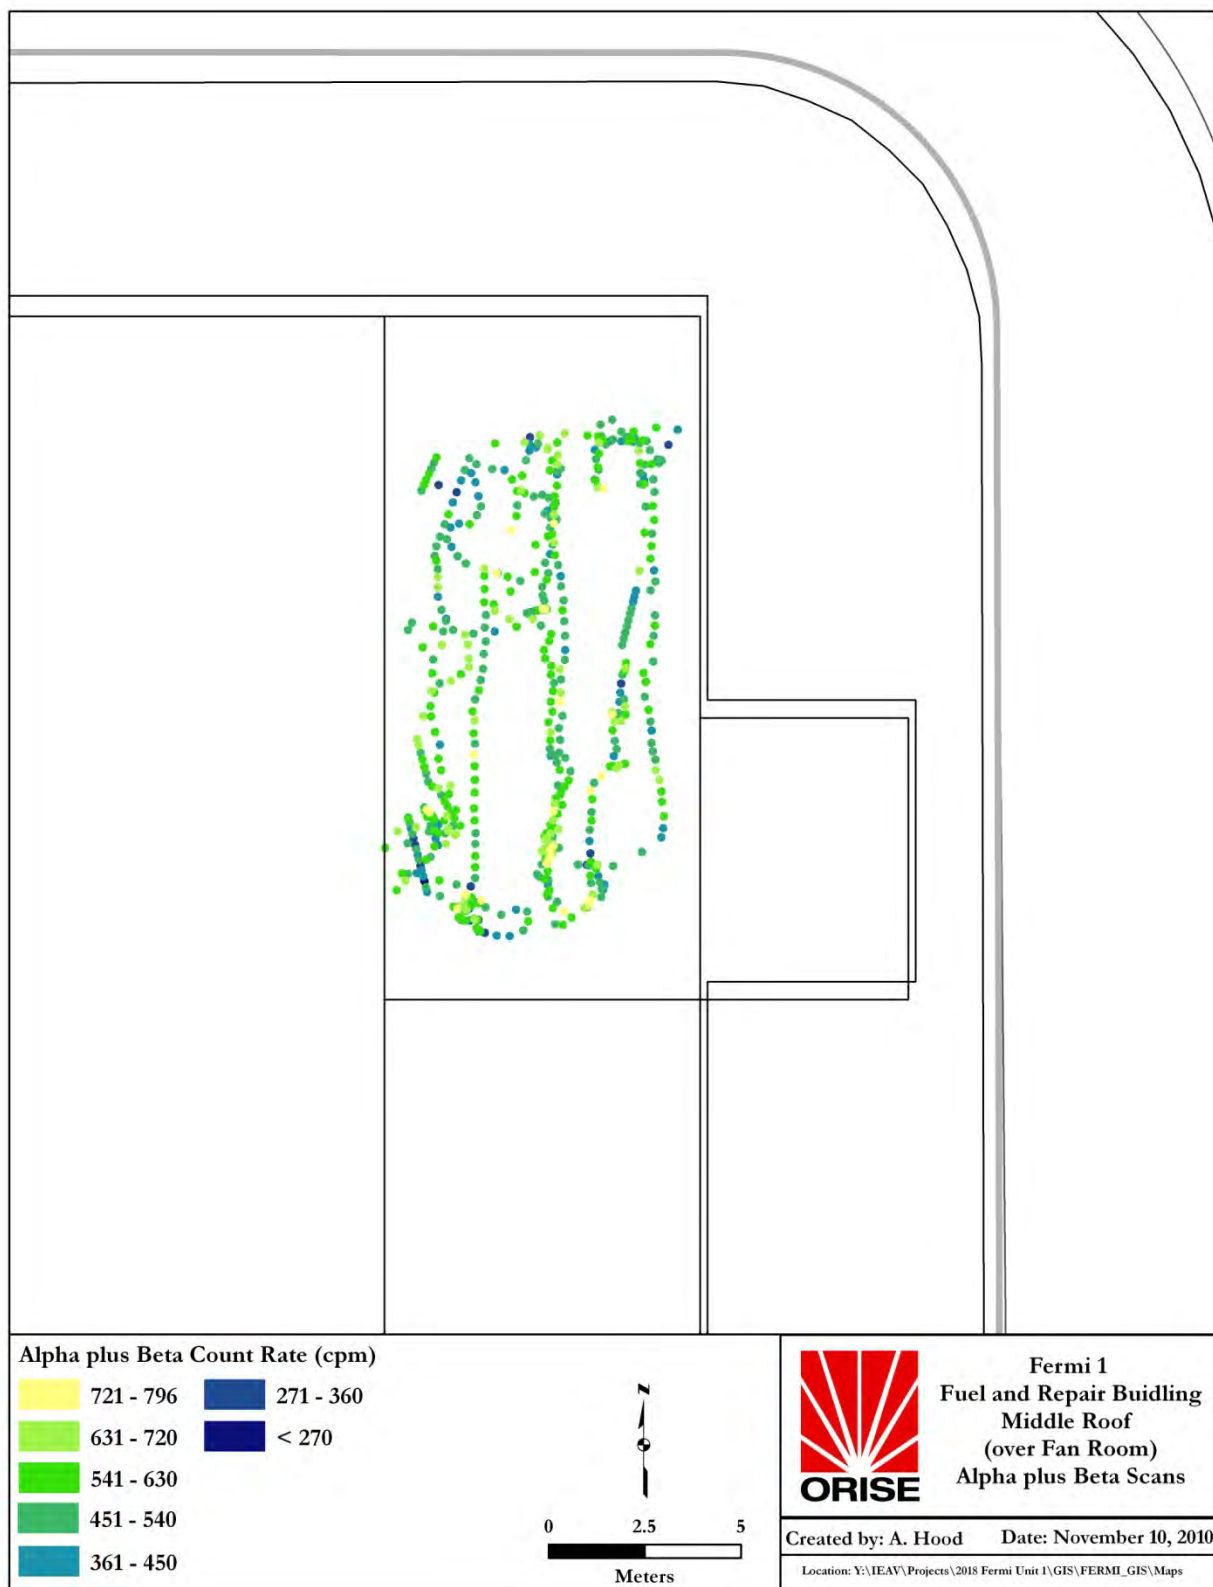 Alpha plus Beta Count Rate (cpm)
721 - 796
631 - 720
541 - 630
451 - 540
361 - 450
271 - 360
< 270
N
0 2.5 5
Meters
ORISE
Fermi 1
Fuel and Repair Buidling
Middle Roof
(over Fan Room)
Alpha plus Beta Scans
Created by: A. Hood Date: November 10, 2010
Location: Y:\IEAV\Projects\2018 Fermi Unit 1\GIS\FERMI_GIS\Maps